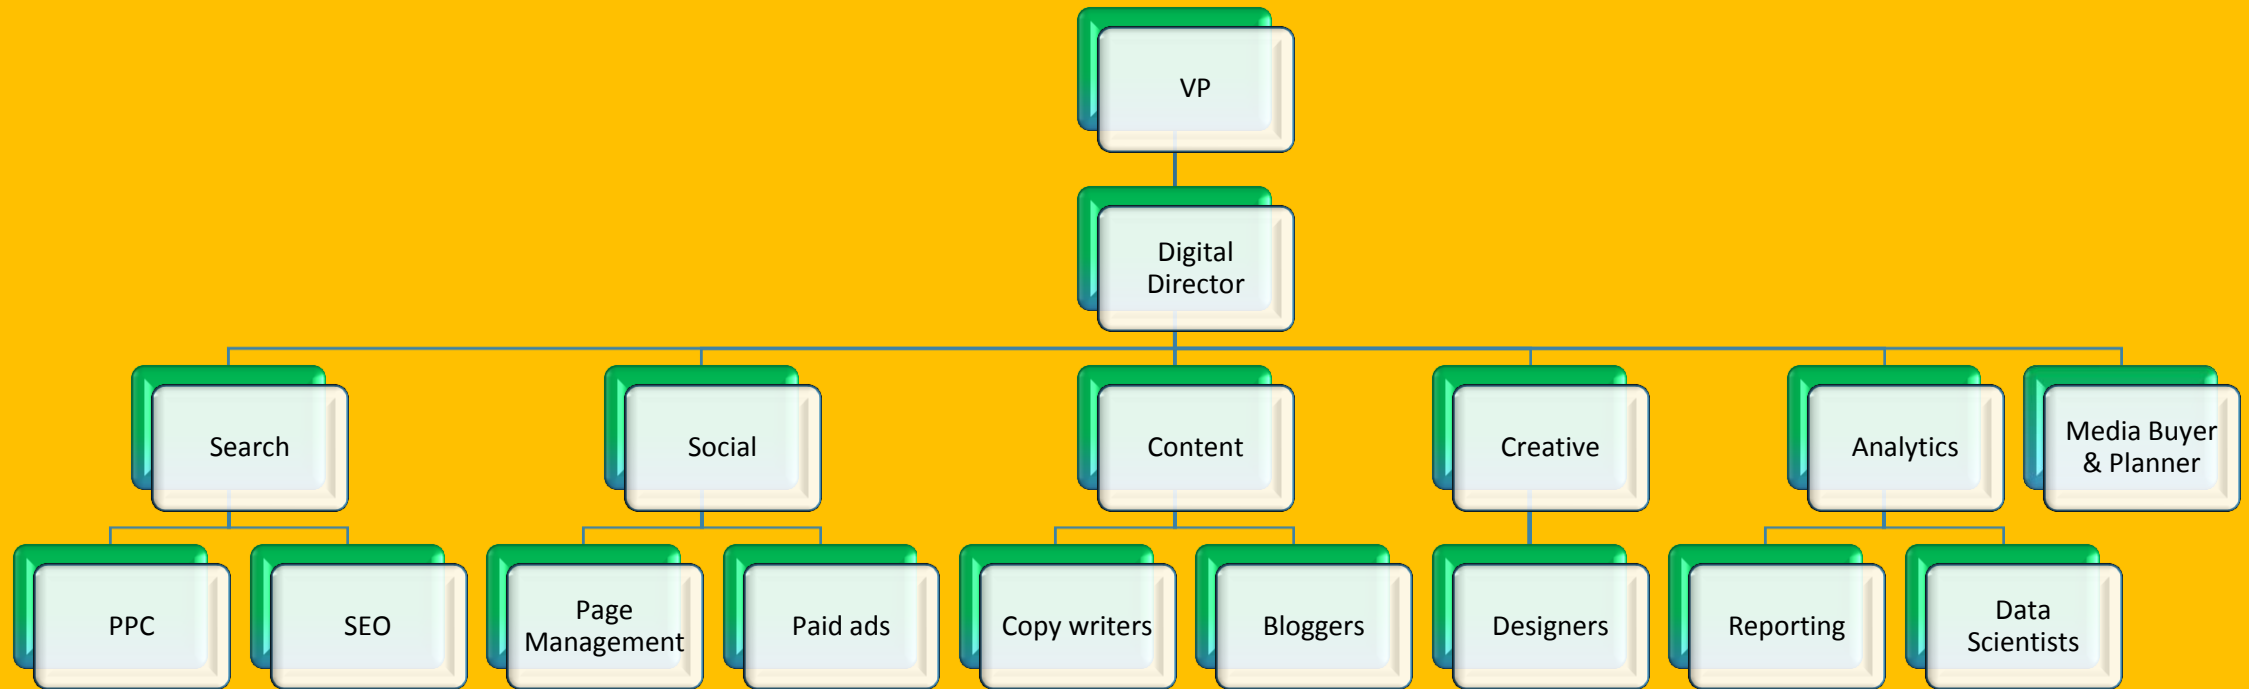 VP
Digital
Director
Search
Social
Content
Creative
Analytics
Media Buyer
& Planner
PPC
SEO
Page
Management
Paid ads
Copy writers
Bloggers
Designers
Reporting
Data
Scientists